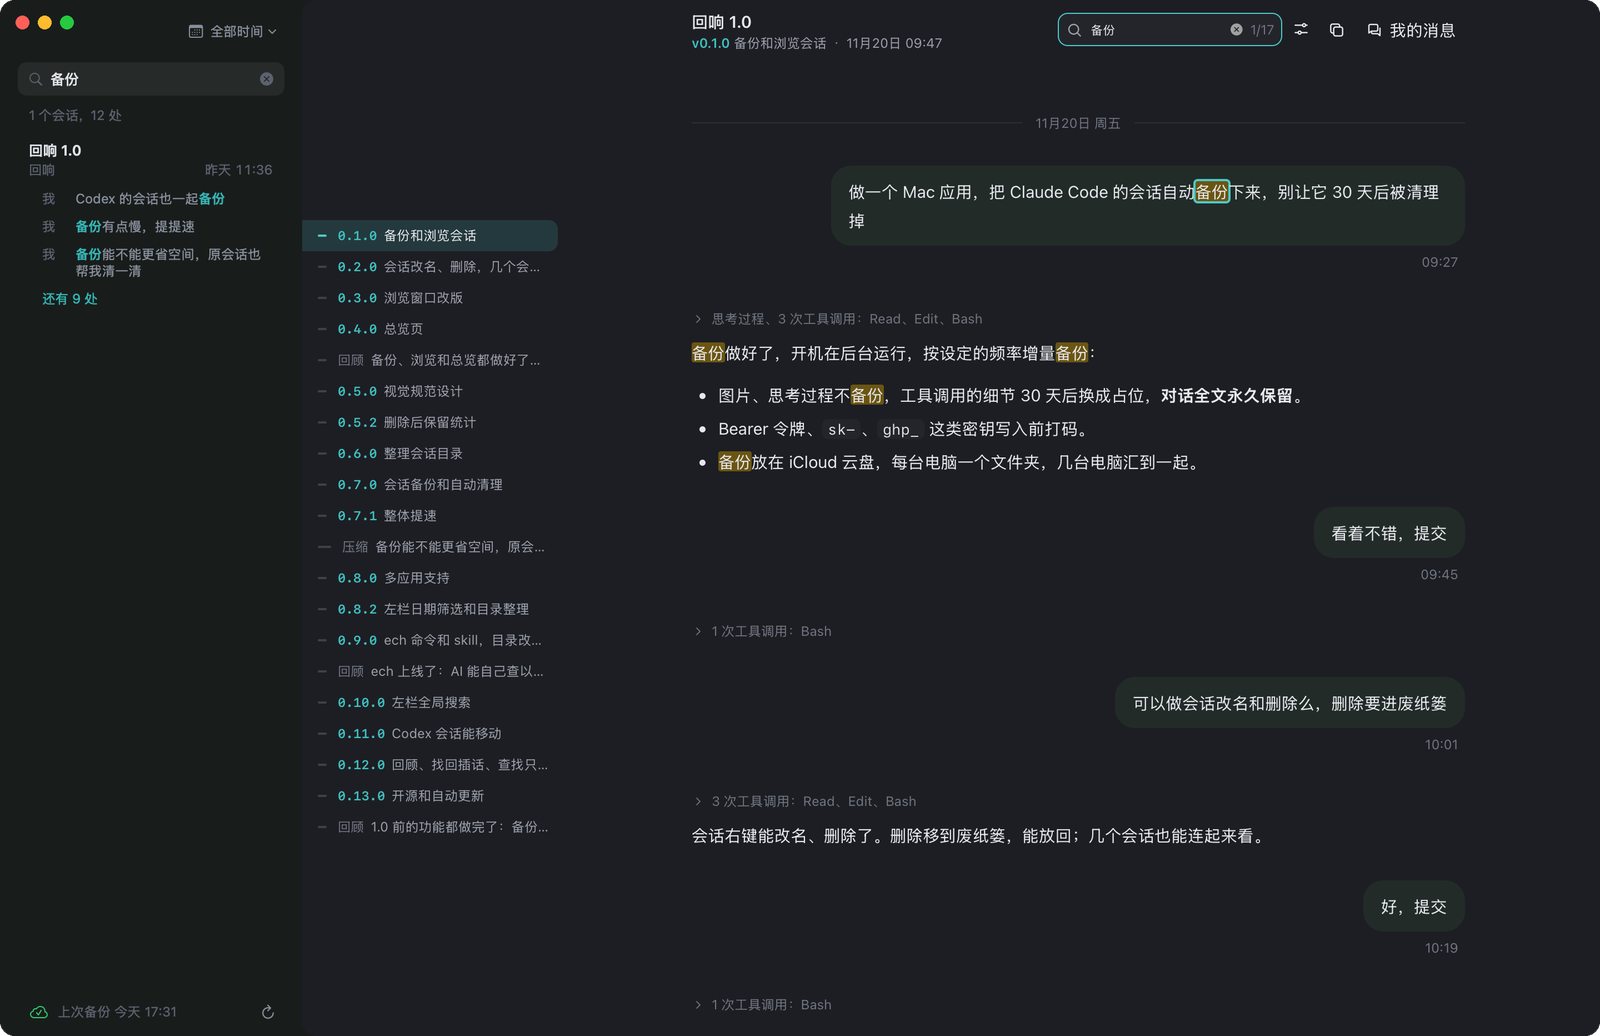 全部时间
备份
1 个会话，12 处
回响 1.0
回响
昨天 11:36
我 Codex 的会话也一起备份
我 备份有点慢，提提速
我 备份能不能更省空间，原会话也
帮我清一清
还有 9 处
上次备份 今天 17:31
0.1.0 备份和浏览会话
0.2.0 会话改名、删除，几个会...
0.3.0 浏览窗口改版
0.4.0 总览页
回顾 备份、浏览和总览都做好了...
0.5.0 视觉规范设计
0.5.2 删除后保留统计
0.6.0 整理会话目录
0.7.0 会话备份和自动清理
0.7.1 整体提速
压缩 备份能不能更省空间，原会...
0.8.0 多应用支持
0.8.2 左栏日期筛选和目录整理
0.9.0 ech 命令和 skill，目录改...
回顾 ech 上线了：AI 能自己查以...
0.10.0 左栏全局搜索
0.11.0 Codex 会话能移动
0.12.0 回顾、找回插话、查找只...
0.13.0 开源和自动更新
回顾 1.0 前的功能都做完了：备份...
回响 1.0
v0.1.0 备份和浏览会话 · 11月20日 09:47
备份
1/17
我的消息
11月20日 周五
做一个 Mac 应用，把 Claude Code 的会话自动备份下来，别让它 30 天后被清理
掉
09:27
思考过程、3 次工具调用：Read、Edit、Bash
备份做好了，开机在后台运行，按设定的频率增量备份：
• 图片、思考过程不备份，工具调用的细节 30 天后换成占位，对话全文永久保留。
• Bearer 令牌、 sk- 、 ghp_ 这类密钥写入前打码。
• 备份放在 iCloud 云盘，每台电脑一个文件夹，几台电脑汇到一起。
看着不错，提交
09:45
1 次工具调用：Bash
可以做会话改名和删除么，删除要进废纸篓
10:01
3 次工具调用：Read、Edit、Bash
会话右键能改名、删除了。删除移到废纸篓，能放回；几个会话也能连起来看。
好，提交
10:19
1 次工具调用：Bash